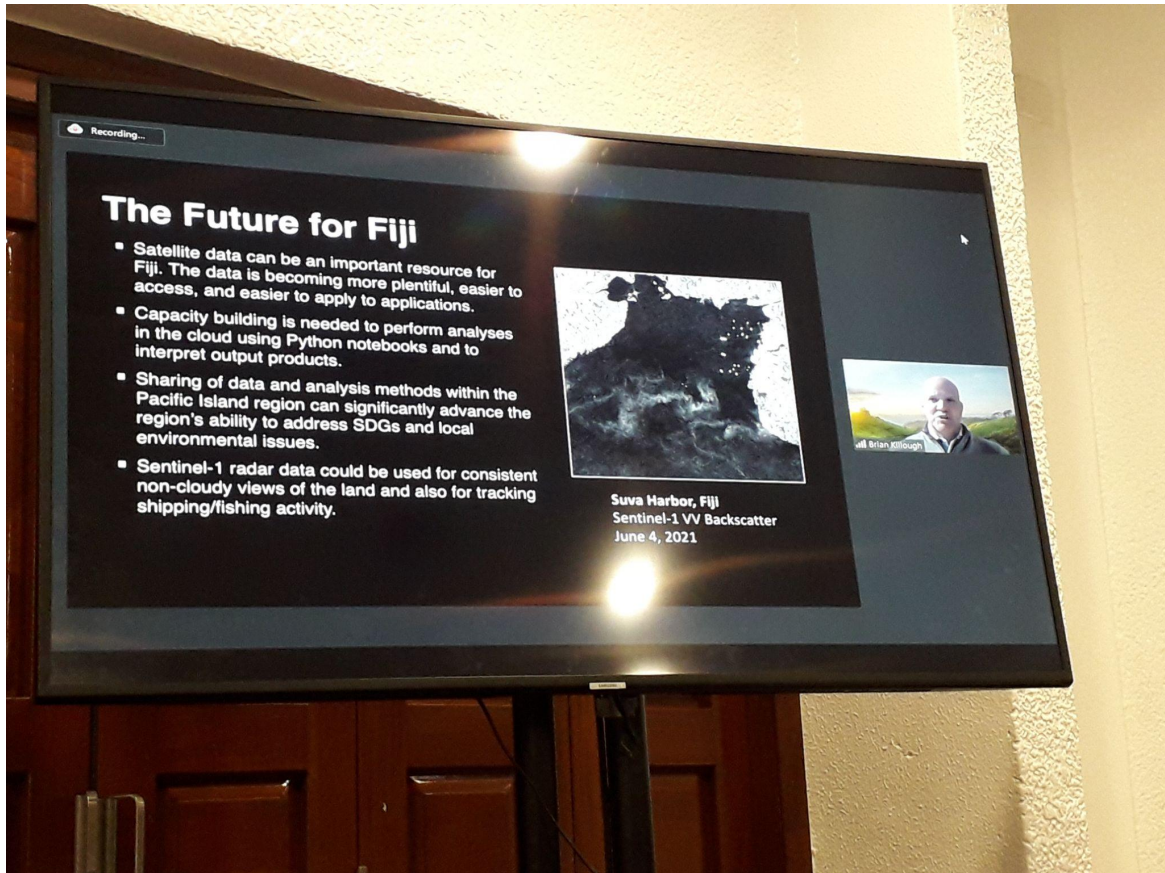 Recording...
The Future for Fiji
▪ Satellite data can be an important resource for
Fiji. The data is becoming more plentiful, easier to
access, and easier to apply to applications.
▪ Capacity building is needed to perform analyses
in the cloud using Python notebooks and to
interpret output products.
▪ Sharing of data and analysis methods within the
Pacific Island region can significantly advance the
region's ability to address SDGs and local
environmental issues.
▪ Sentinel-1 radar data could be used for consistent
non-cloudy views of the land and also for tracking
shipping/fishing activity.
Suva Harbor, Fiji
Sentinel-1 VV Backscatter
June 4, 2021
Brian Killough
SAMSUNG